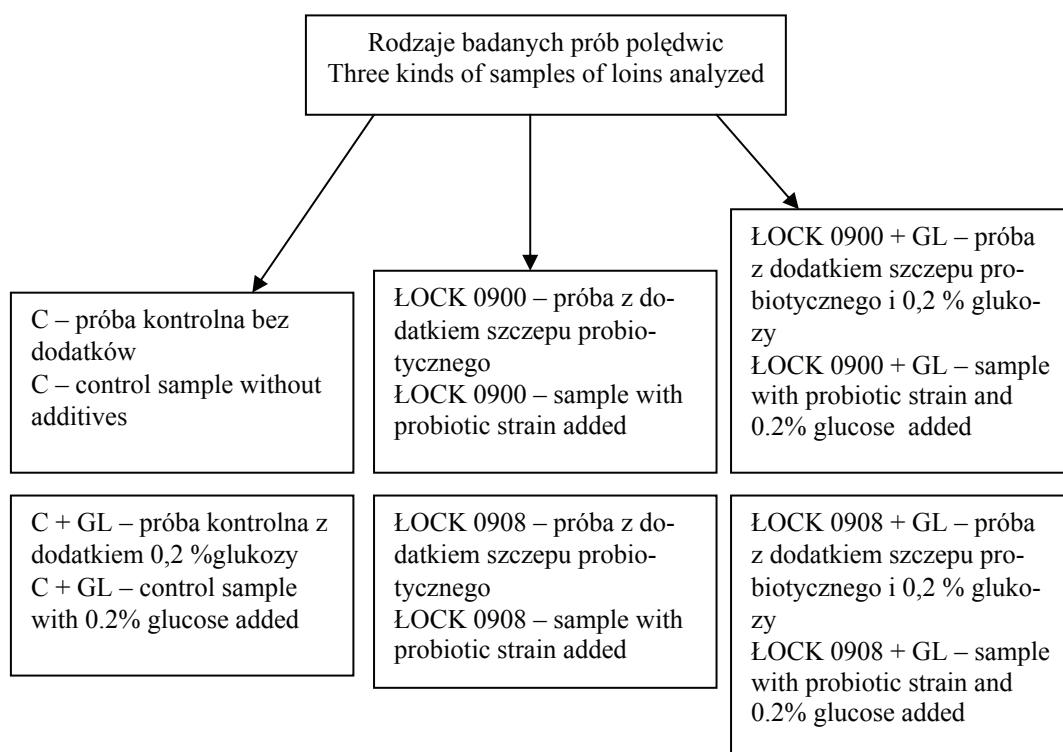 Rodzaje badanych prób polędwic
Three kinds of samples of loins analyzed
C – próba kontrolna bez
dodatków
C – control sample without
additives
ŁOCK 0900 – próba z do-
datkiem szczepu probio-
tycznego
ŁOCK 0900 – sample with
probiotic strain added
ŁOCK 0900 + GL – próba
z dodatkiem szczepu pro-
biotycznego i 0,2 % gluko-
zy
ŁOCK 0900 + GL – sample
with probiotic strain and
0.2% glucose added
C + GL – próba kontrolna z
dodatkiem 0,2 %glukozy
C + GL – control sample
with 0.2% glucose added
ŁOCK 0908 – próba z do-
datkiem szczepu probio-
tycznego
ŁOCK 0908 – sample with
probiotic strain added
ŁOCK 0908 + GL – próba
z dodatkiem szczepu pro-
biotycznego i 0,2 % gluko-
zy
ŁOCK 0908 + GL – sample
with probiotic strain and
0.2% glucose added